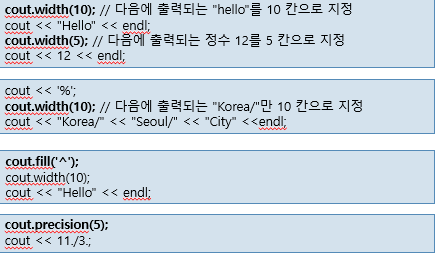 cout.width(10); // 다음에 출력되는 "hello"를 10 칸으로 지정
cout << "Hello" << endl;
cout.width(5); // 다음에 출력되는 정수 12를 5 칸으로 지정
cout << 12 << endl;
cout << '%';
cout.width(10); // 다음에 출력되는 "Korea/"만 10 칸으로 지정
cout << "Korea/" << "Seoul/" << "City" <<endl;
cout.fill('^');
cout.width(10);
cout << "Hello" << endl;
cout.precision(5);
cout << 11./3.;